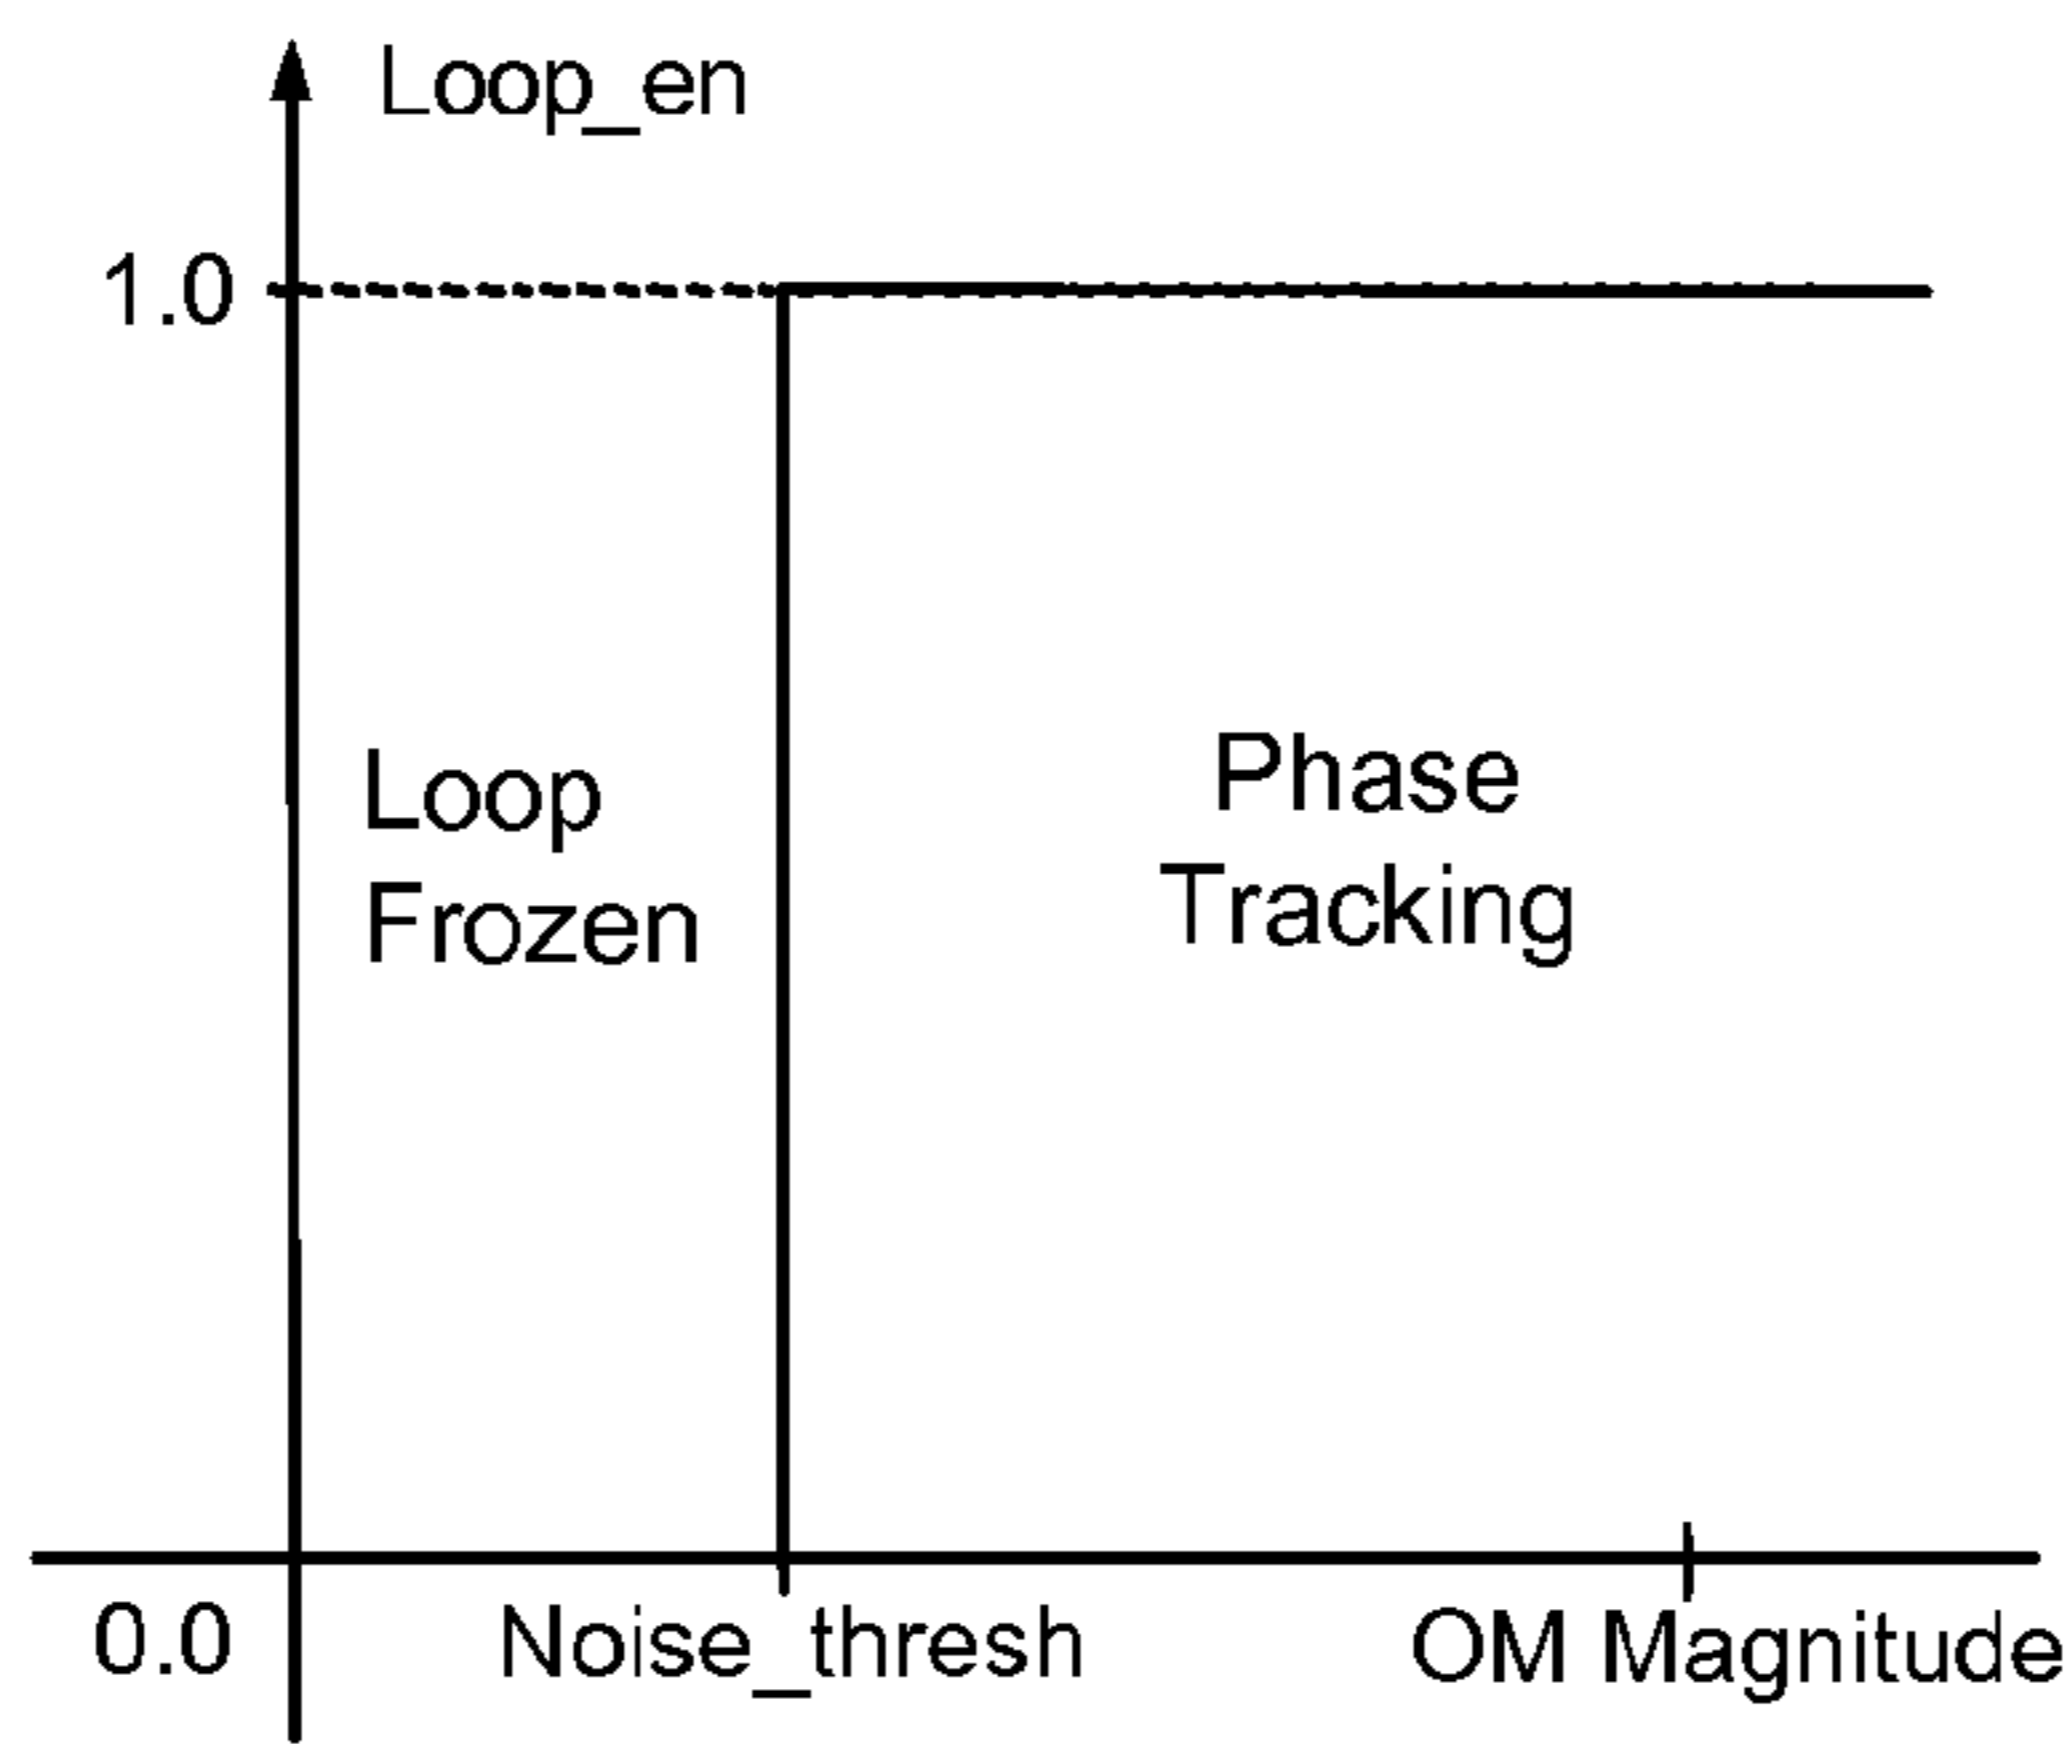 Loop_en
1.0
Loop
Frozen
Phase
Tracking
0.0
Noise_thresh
OM Magnitude